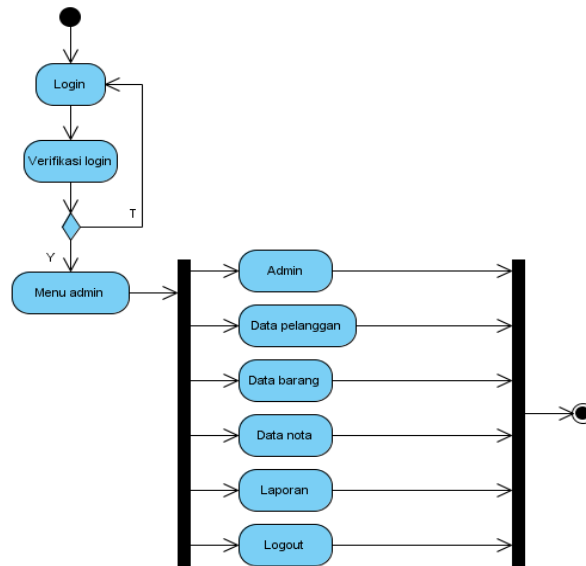 Login
Verifikasi login
T
Y
Menu admin
Admin
Data pelanggan
Data barang
Data nota
Laporan
Logout